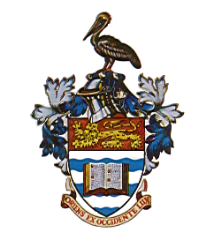 ORIENS EX OCCIDENTE LUX